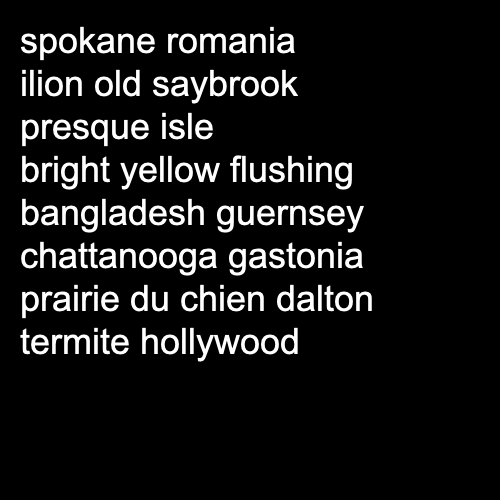 spokane romania
ilion old saybrook
presque isle
bright yellow flushing
bangladesh guernsey
chattanooga gastonia
prairie du chien dalton
termite hollywood